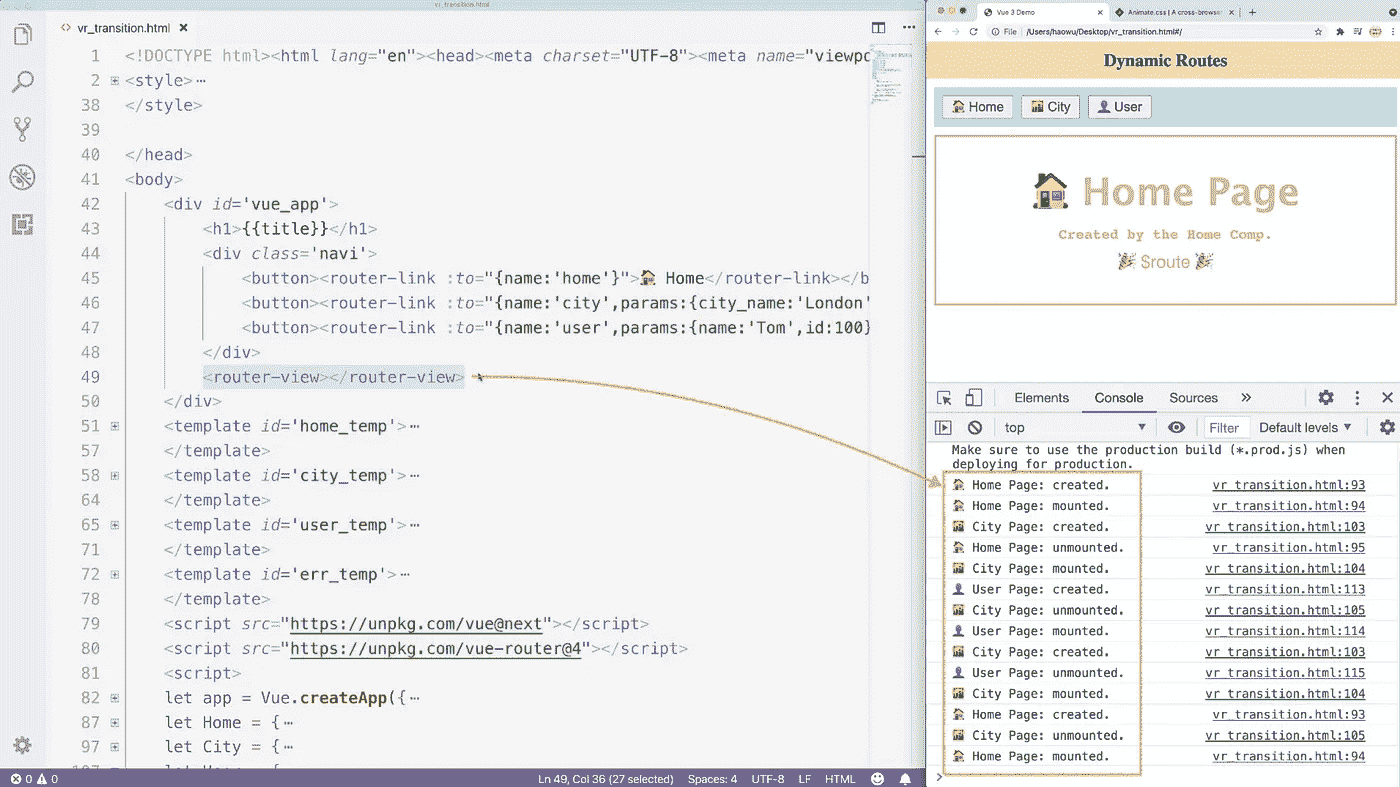 vr_transition.html
<> vr_transition.html ×
1 <!DOCTYPE html><html lang="en"><head><meta charset="UTF-8"><meta name="viewpo
2 <style>⋯
38 </style>
39
40 </head>
41 <body>
42 <div id='vue_app'>
43 <h1>{{title}}</h1>
44 <div class='navi'>
45 <button><router-link :to="{name:'home'}">🏠 Home</router-link></b
46 <button><router-link :to="{name:'city',params:{city_name:'London'
47 <button><router-link :to="{name:'user',params:{name:'Tom',id:100}
48 </div>
49 <router-view></router-view>
50 </div>
51 <template id='home_temp'>⋯
57 </template>
58 <template id='city_temp'>⋯
64 </template>
65 <template id='user_temp'>⋯
71 </template>
72 <template id='err_temp'>⋯
78 </template>
79 <script src="https://unpkg.com/vue@next"></script>
80 <script src="https://unpkg.com/vue-router@4"></script>
81 <script>
82 let app = Vue.createApp({⋯
87 let Home = {⋯
97 let City = {⋯
0 0 Ln 49, Col 36 (27 selected) Spaces: 4 UTF-8 LF HTML
Vue 3 Demo × Animate.css | A cross-browser × +
File /Users/haowu/Desktop/vr_transition.html#/
Dynamic Routes
🏠 Home 🌇 City 👤 User
🏠 Home Page
Created by the Home Comp.
🎉 $route 🎉
Elements Console Sources »
top Filter Default levels
Make sure to use the production build (*.prod.js) when
deploying for production.
🏠 Home Page: created. vr_transition.html:93
🏠 Home Page: mounted. vr_transition.html:94
🌇 City Page: created. vr_transition.html:103
🏠 Home Page: unmounted. vr_transition.html:95
🌇 City Page: mounted. vr_transition.html:104
👤 User Page: created. vr_transition.html:113
🌇 City Page: unmounted. vr_transition.html:105
👤 User Page: mounted. vr_transition.html:114
🌇 City Page: created. vr_transition.html:103
👤 User Page: unmounted. vr_transition.html:115
🌇 City Page: mounted. vr_transition.html:104
🏠 Home Page: created. vr_transition.html:93
🌇 City Page: unmounted. vr_transition.html:105
🏠 Home Page: mounted. vr_transition.html:94